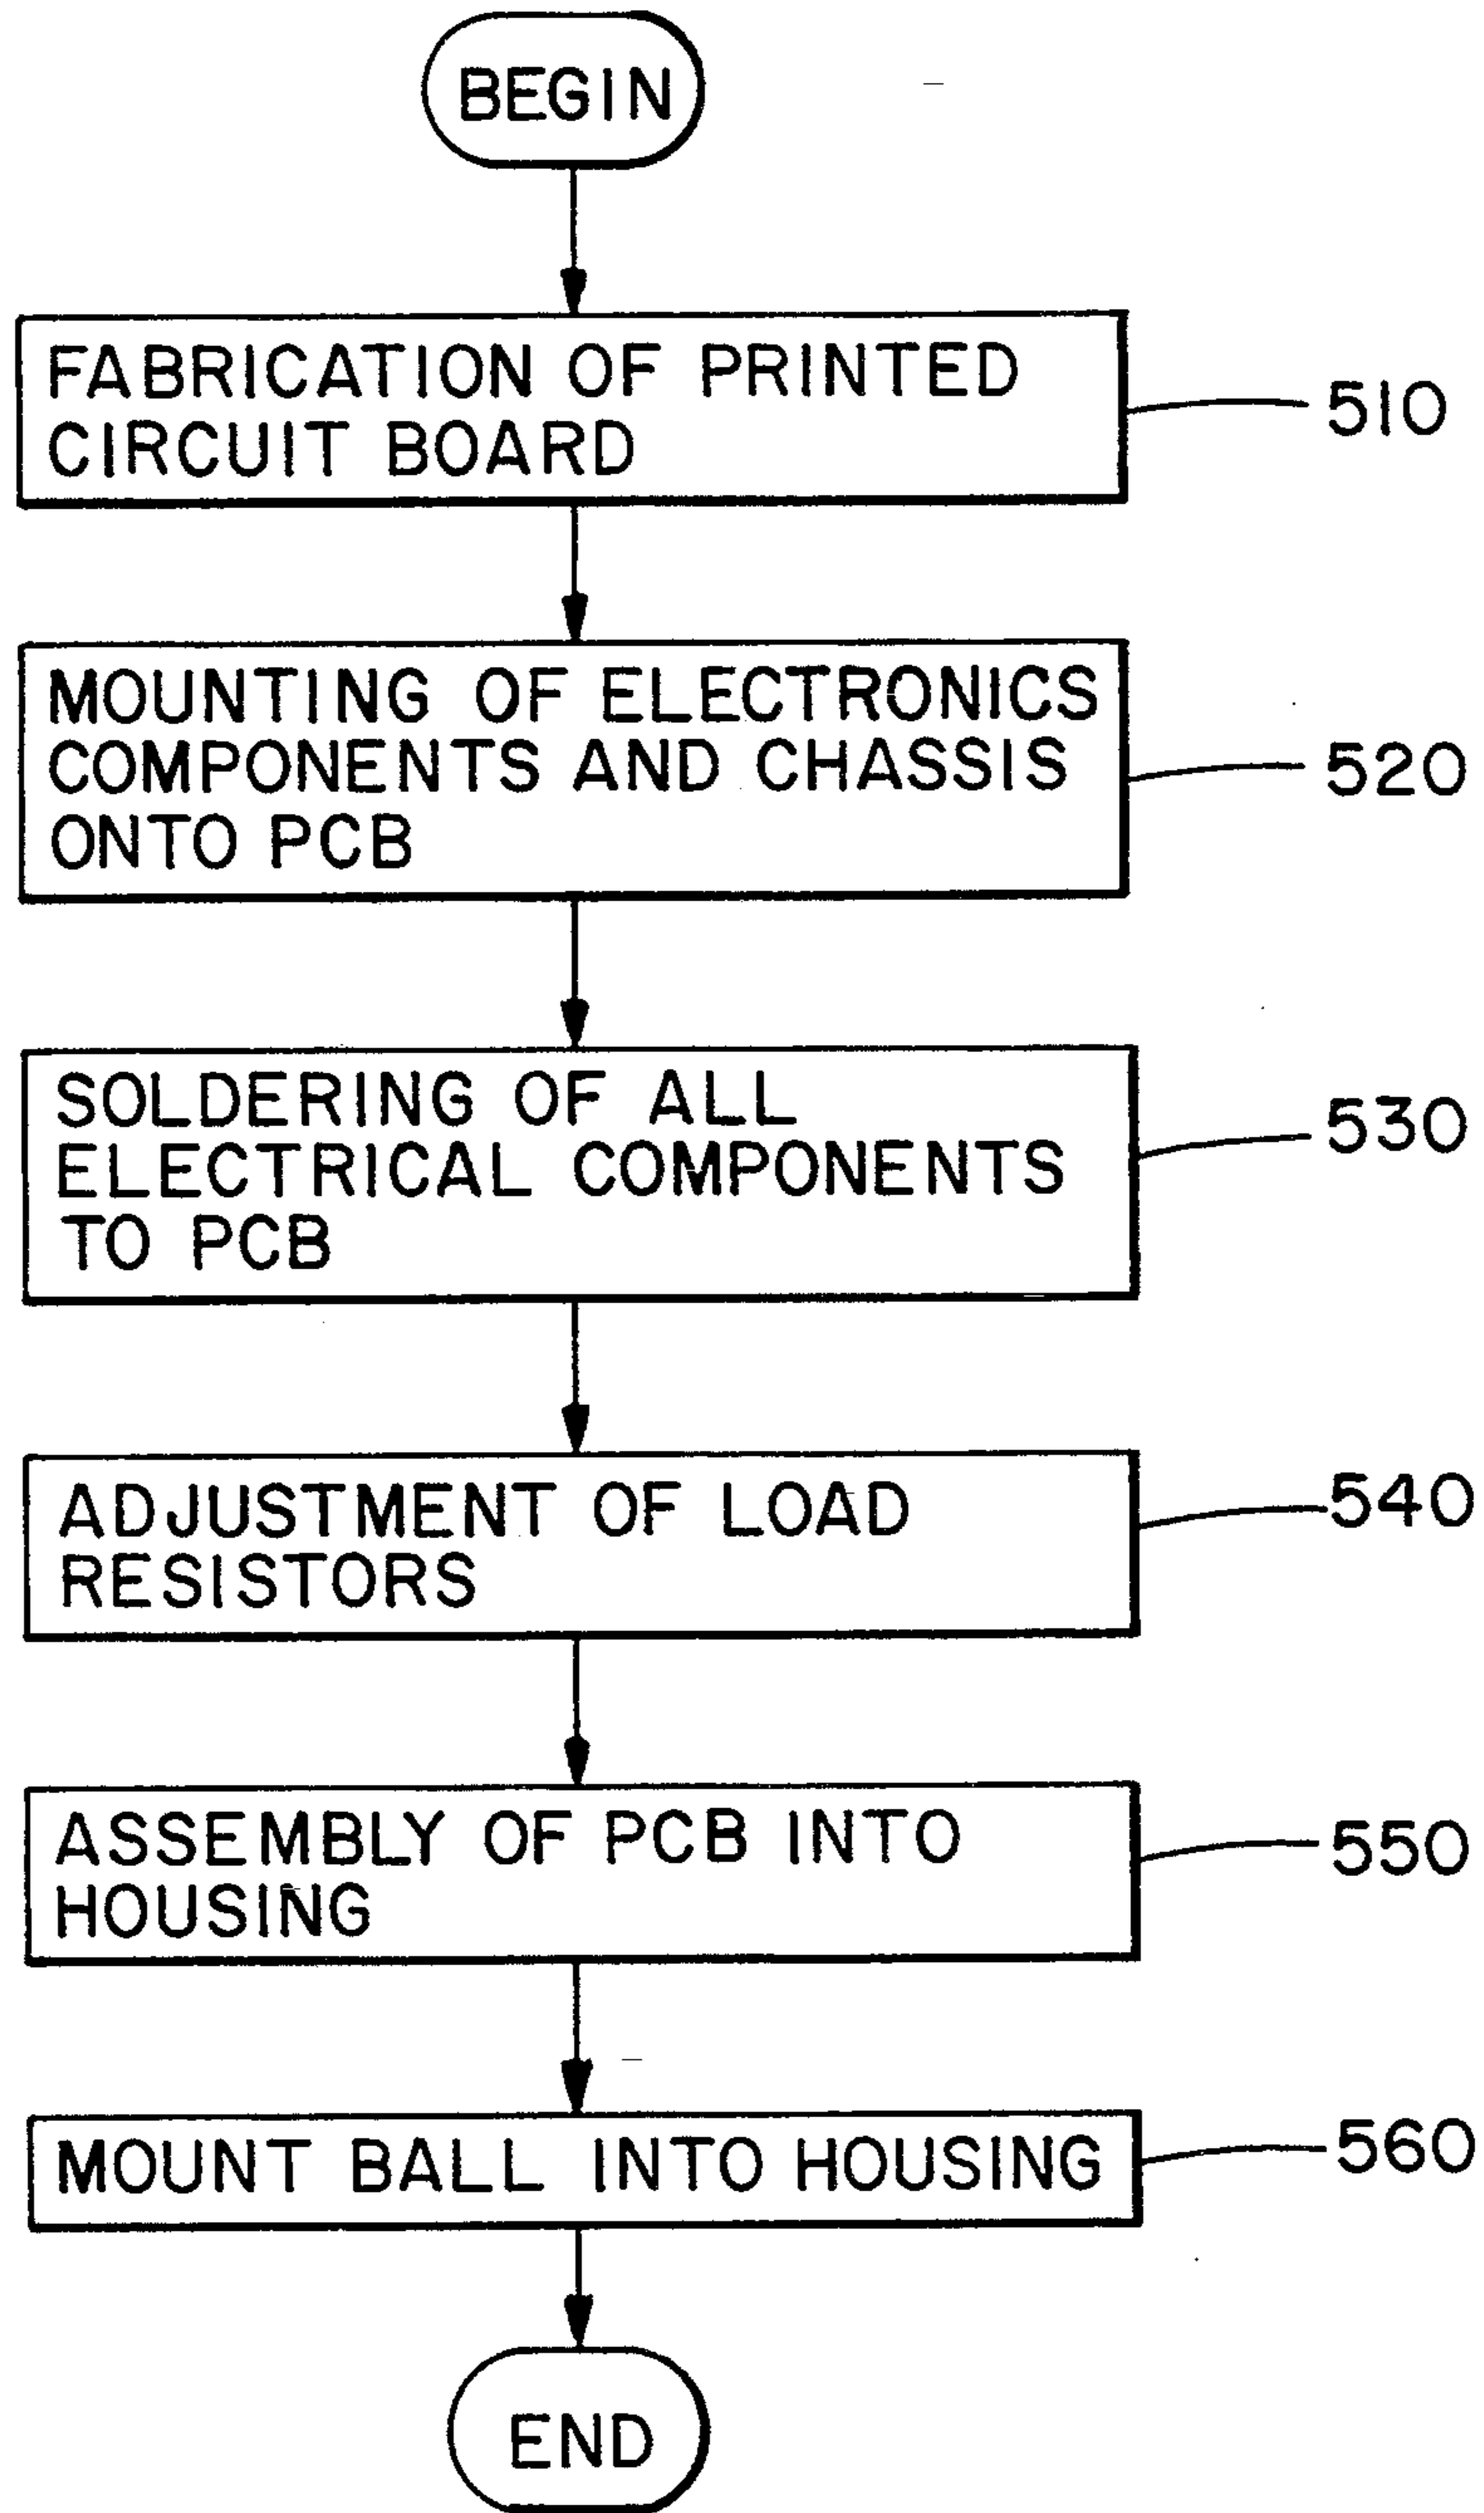 BEGIN
FABRICATION OF PRINTED
CIRCUIT BOARD
510
MOUNTING OF ELECTRONICS
COMPONENTS AND CHASSIS
ONTO PCB
520
SOLDERING OF ALL
ELECTRICAL COMPONENTS
TO PCB
530
ADJUSTMENT OF LOAD
RESISTORS
540
ASSEMBLY OF PCB INTO
HOUSING
550
MOUNT BALL INTO HOUSING
560
END